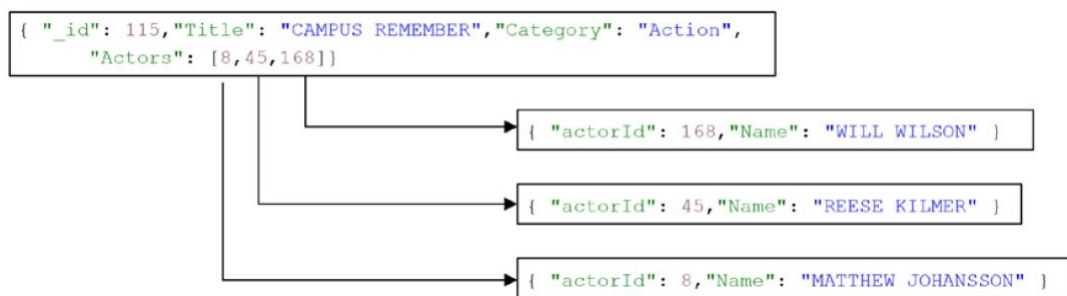 { "_id": 115,"Title": "CAMPUS REMEMBER","Category": "Action",
"Actors": [8,45,168]}
{ "actorId": 168,"Name": "WILL WILSON" }
{ "actorId": 45,"Name": "REESE KILMER" }
{ "actorId": 8,"Name": "MATTHEW JOHANSSON" }